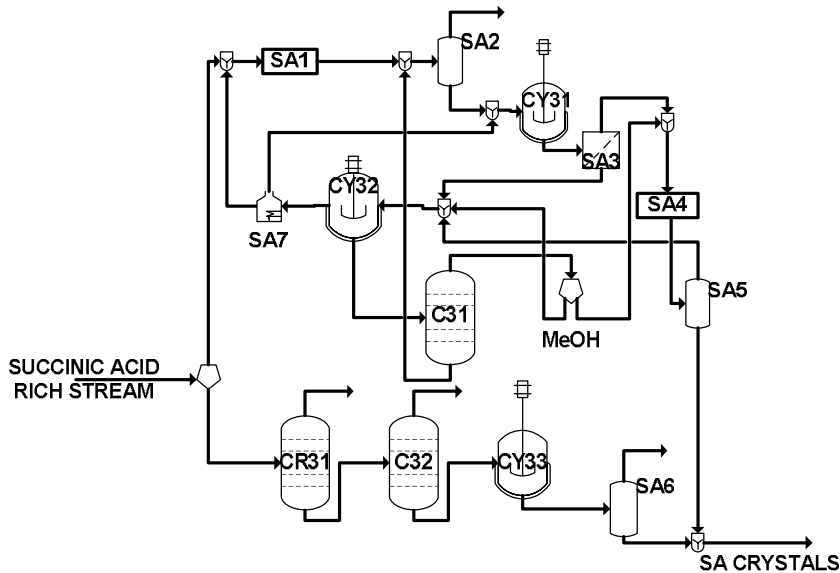 SA2
SA1
CY31
SA3
CY32
SA4
SA7
SA5
C31
MeOH
SUCCINIC ACID
RICH STREAM
CR31
C32
CY33
SA6
SA CRYSTALS